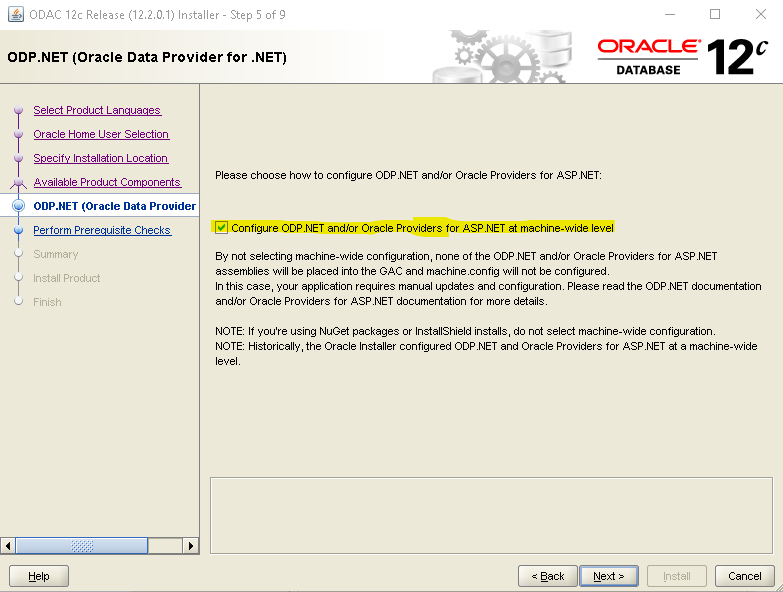 ODAC 12c Release (12.2.0.1) Installer - Step 5 of 9
ODP.NET (Oracle Data Provider for .NET)
ORACLE®
DATABASE
12c
Select Product Languages
Oracle Home User Selection
Specify Installation Location
Available Product Components
ODP.NET (Oracle Data Provider
Perform Prerequisite Checks
Summary
Install Product
Finish
Please choose how to configure ODP.NET and/or Oracle Providers for ASP.NET:
Configure ODP.NET and/or Oracle Providers for ASP.NET at machine-wide level
By not selecting machine-wide configuration, none of the ODP.NET and/or Oracle Providers for ASP.NET
assemblies will be placed into the GAC and machine.config will not be configured.
In this case, your application requires manual updates and configuration. Please read the ODP.NET documentation
and/or Oracle Providers for ASP.NET documentation for more details.
NOTE: If you're using NuGet packages or InstallShield installs, do not select machine-wide configuration.
NOTE: Historically, the Oracle Installer configured ODP.NET and Oracle Providers for ASP.NET at a machine-wide
level.
Help
< Back
Next >
Install
Cancel